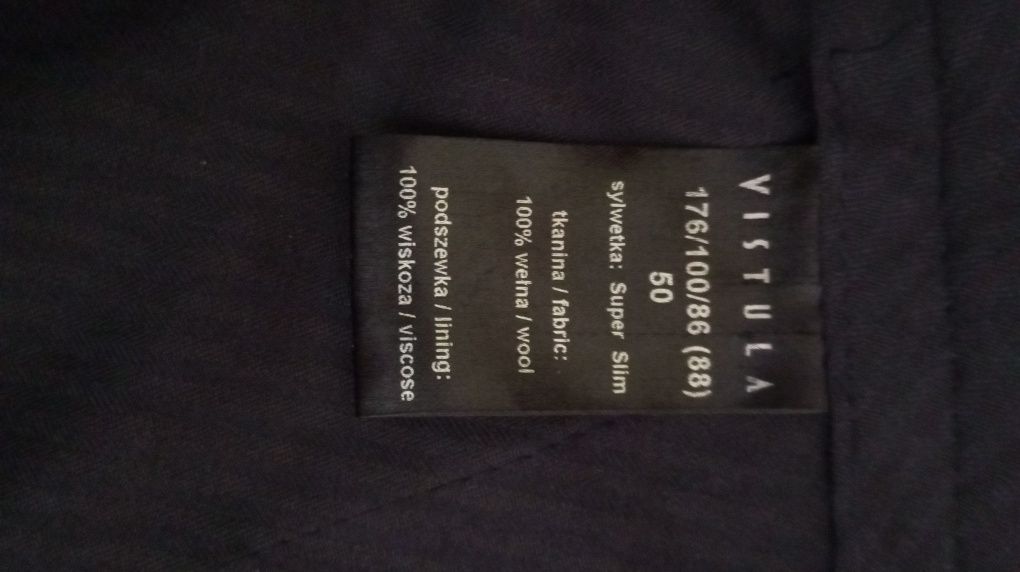 VISTULA
176/100/86 (88)
50
sylwetka: Super Slim
tkanina / fabric:
100% wełna / wool
podszewka / lining:
100% wiskoza / viscose